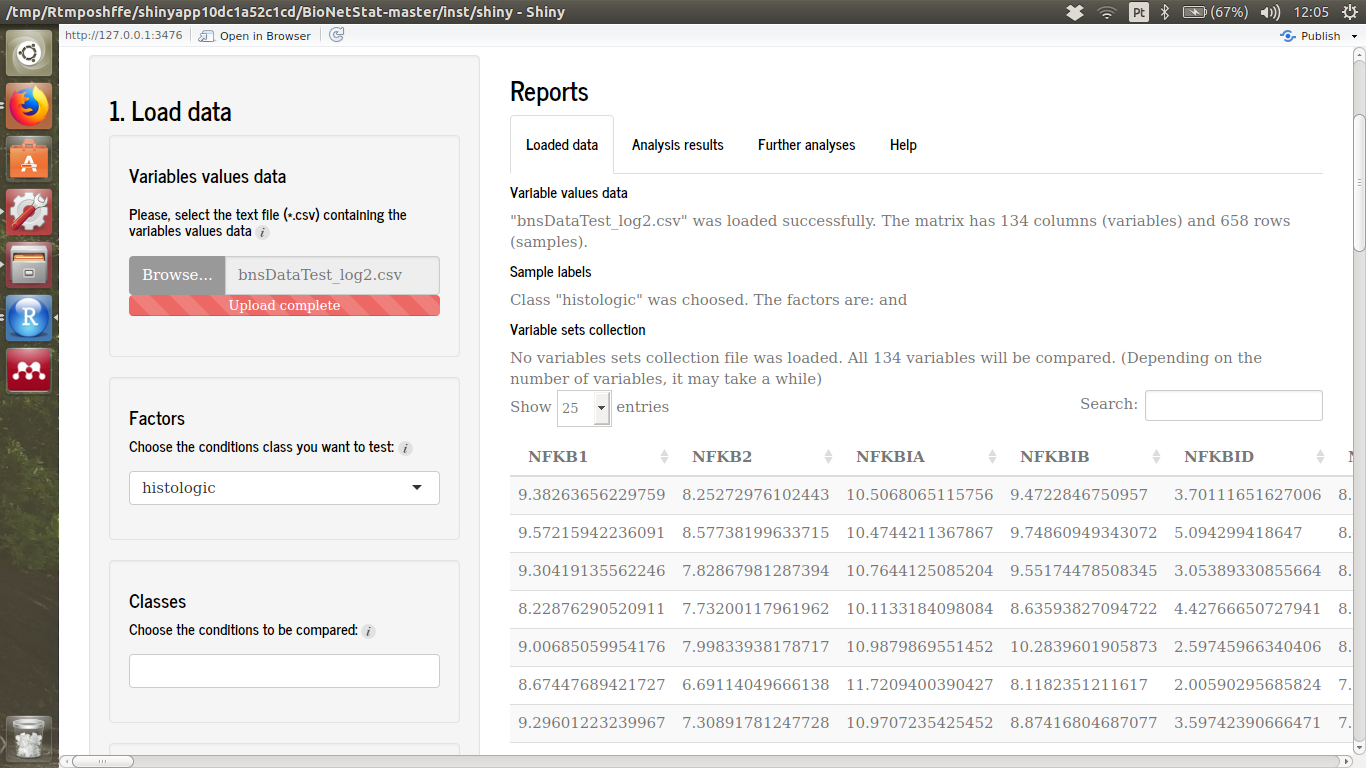 /tmp/Rtmposhffe/shinyapp10dc1a52c1cd/BioNetStat-master/inst/shiny - Shiny
Pt
(67%)
12:05
http://127.0.0.1:3476
Open in Browser
Publish
1. Load data
Variables values data
Please, select the text file (*.csv) containing the
variables values data i
Browse... bnsDataTest_log2.csv
Upload complete
Factors
Choose the conditions class you want to test: i
histologic
Classes
Choose the conditions to be compared: i
Reports
Loaded data Analysis results Further analyses Help
Variable values data
"bnsDataTest_log2.csv" was loaded successfully. The matrix has 134 columns (variables) and 658 rows
(samples).
Sample labels
Class "histologic" was choosed. The factors are: and
Variable sets collection
No variables sets collection file was loaded. All 134 variables will be compared. (Depending on the
number of variables, it may take a while)
Show 25 entries Search:
NFKB1 NFKB2 NFKBIA NFKBIB NFKBID
9.38263656229759 8.25272976102443 10.5068065115756 9.4722846750957 3.70111651627006 8.
9.57215942236091 8.57738199633715 10.4744211367867 9.74860949343072 5.094299418647 8.
9.30419135562246 7.82867981287394 10.7644125085204 9.55174478508345 3.05389330855664 8.
8.22876290520911 7.73200117961962 10.1133184098084 8.63593827094722 4.42766650727941 8.
9.00685059954176 7.99833938178717 10.9879869551452 10.2839601905873 2.59745966340406 8.
8.67447689421727 6.69114049666138 11.7209400390427 8.1182351211617 2.00590295685824 7.
9.29601223239967 7.30891781247728 10.9707235425452 8.87416804687077 3.59742390666471 7.